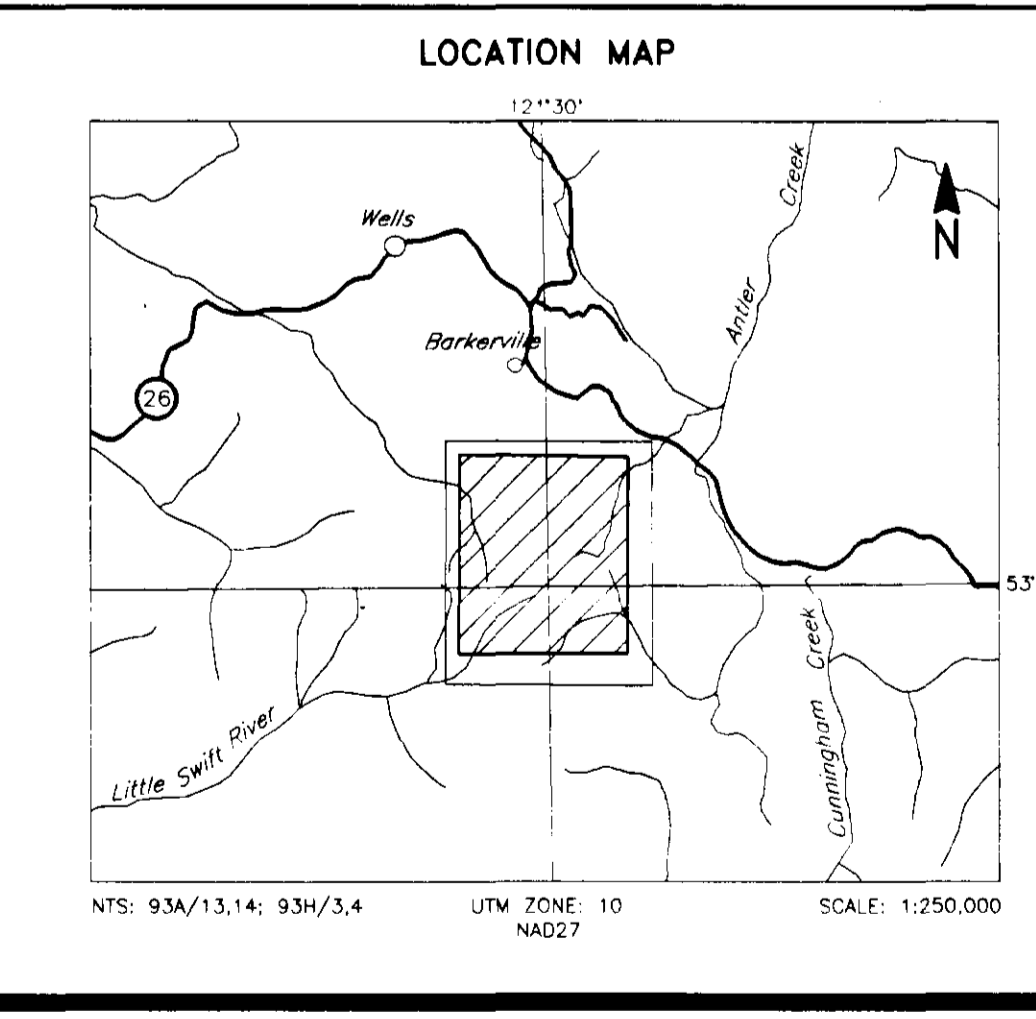 LOCATION MAP
121°30'
Creek
N
Wells
Antler
Barkerville
26
53°
Cunningham Creek
Little Swift River
NTS: 93A/13,14; 93H/3,4
UTM ZONE: 10
SCALE: 1:250,000
NAD27